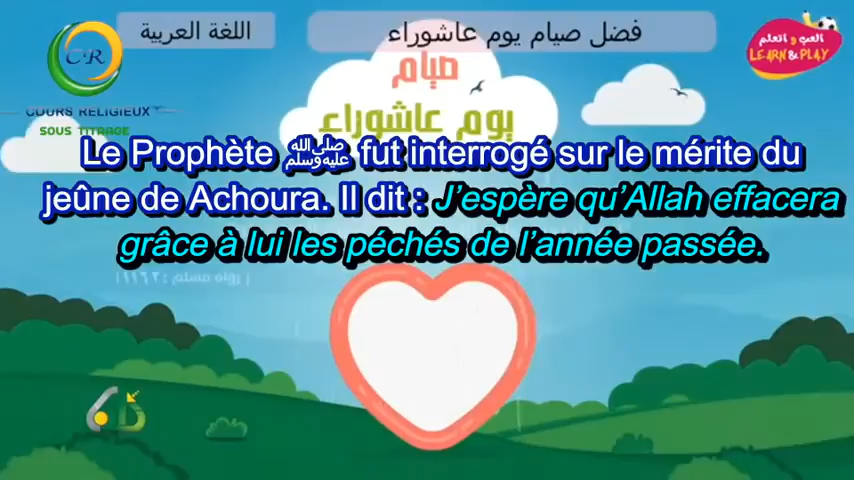 فضل صيام يوم عاشوراء
اللغة العربية
العب و اتعلم
LEARN & PLAY
CR
COURS RELIGIEUX
SOUS TITRAGE
صيام
يوم عاشوراء
Le Prophète ﷺ fut interrogé sur le mérite du
jeûne de Achoura. Il dit : J’espère qu’Allah effacera
grâce à lui les péchés de l’année passée.
رواه مسلم : ١١٦٢